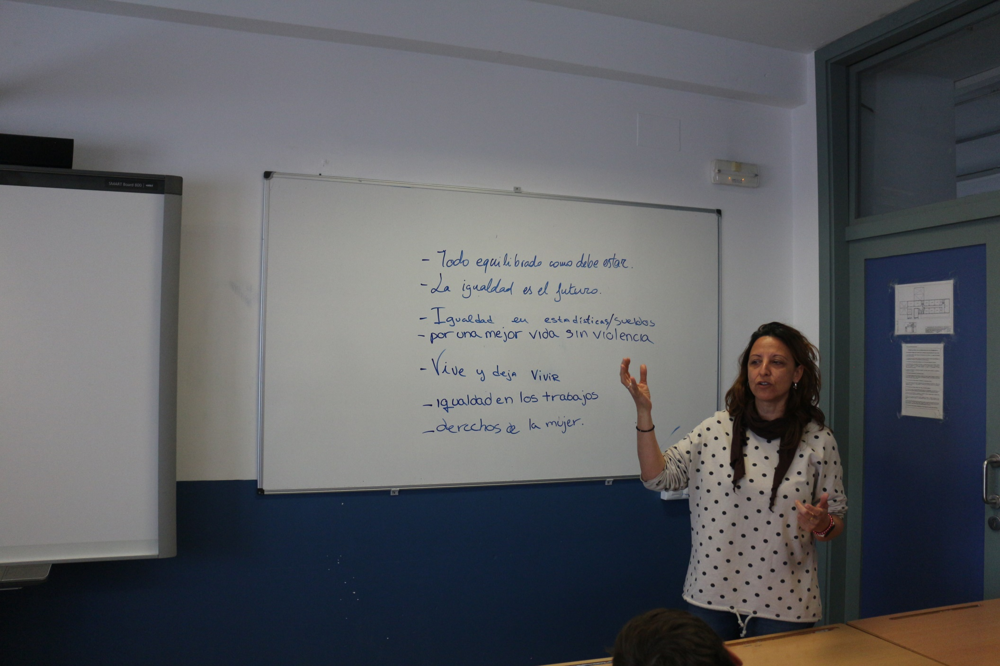 SMART Board 800
- Todo equilibrado como debe estar.
- La igualdad es el futuro.
- Igualdad en estadísticas/sueldos
- por una mejor vida sin violencia
- Vive y deja vivir
- igualdad en los trabajos
- derechos de la mujer.